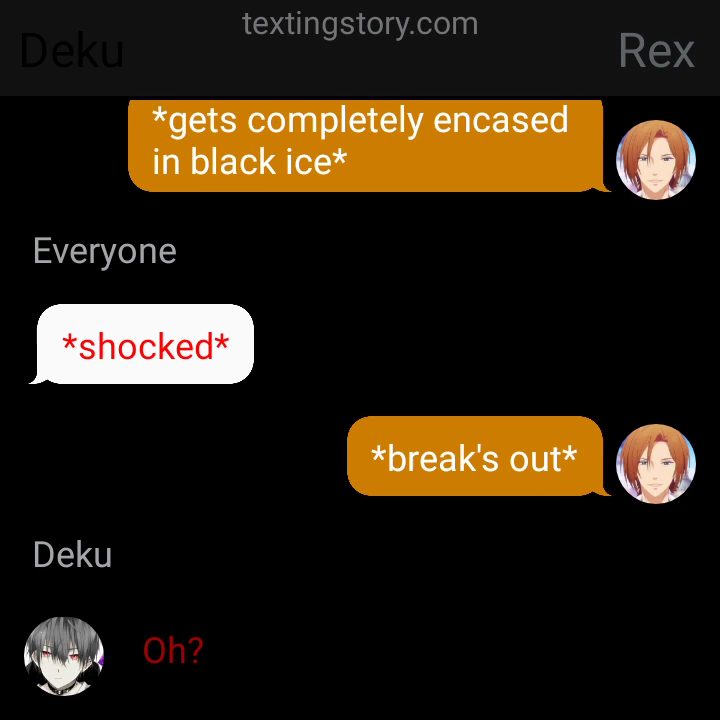 textingstory.com
Deku
Rex
*gets completely encased
in black ice*
Everyone
*shocked*
*break's out*
Deku
Oh?